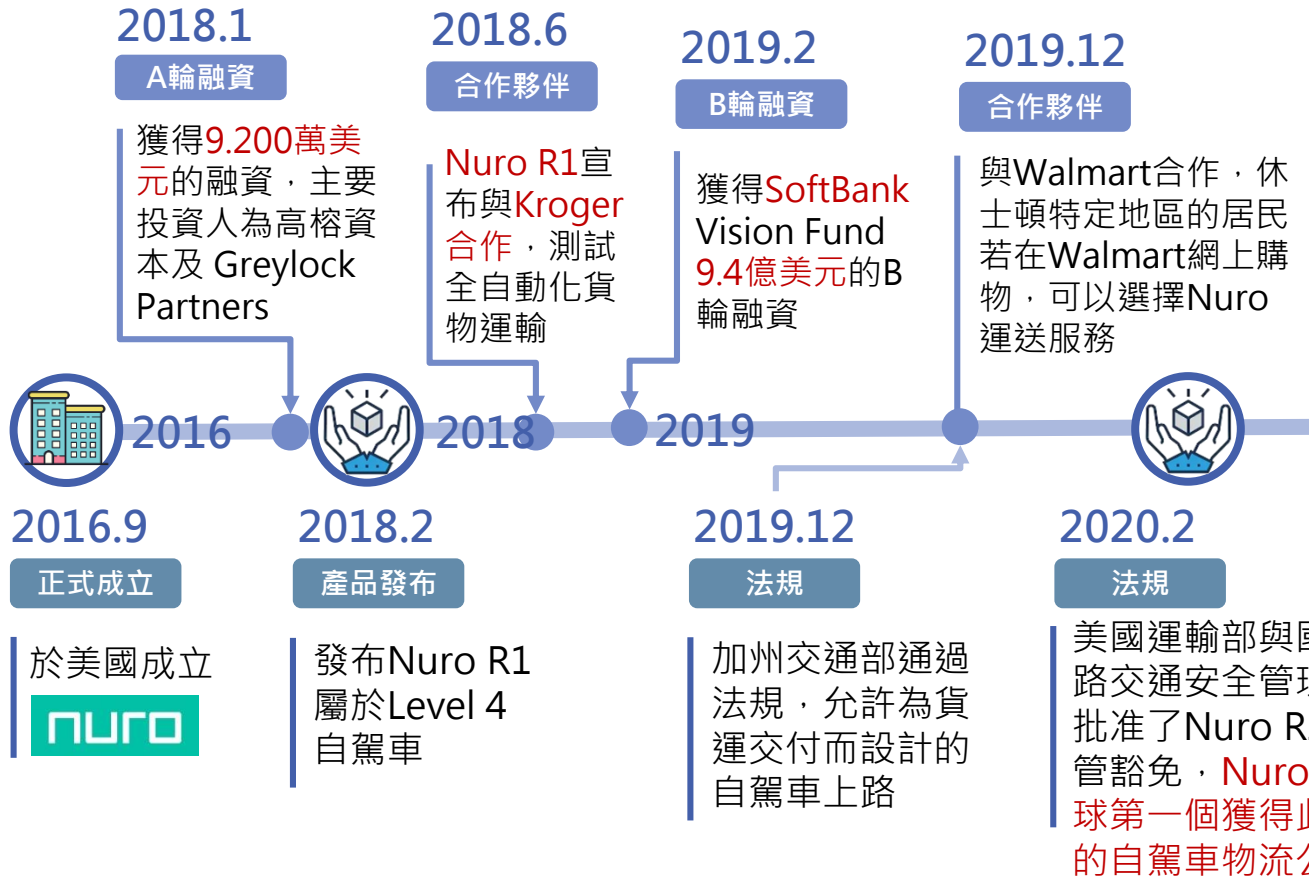 2018.1
A輪融資
獲得9.200萬美
元的融資，主要
投資人為高榕資
本及 Greylock
Partners
2018.6
合作夥伴
Nuro R1宣
布與Kroger
合作，測試
全自動化貨
物運輸
2019.2
B輪融資
獲得SoftBank
Vision Fund
9.4億美元的B
輪融資
2019.12
合作夥伴
與Walmart合作，休
士頓特定地區的居民
若在Walmart網上購
物，可以選擇Nuro
運送服務
2016
2018
2019
2016.9
正式成立
於美國成立
nuro
2018.2
產品發布
發布Nuro R1
屬於Level 4
自駕車
2019.12
法規
加州交通部通過
法規，允許為貨
運交付而設計的
自駕車上路
2020.2
法規
美國運輸部與
路交通安全管
批准了Nuro
管豁免，Nuro
球第一個獲得
的自駕車物流